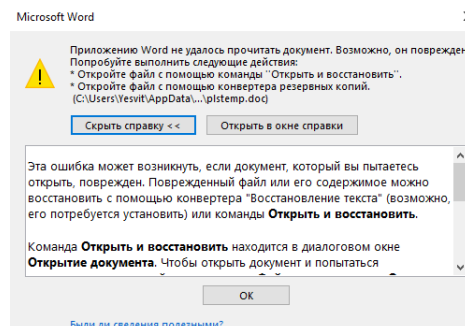 Microsoft Word
Приложению Word не удалось прочитать документ. Возможно, он поврежден
Попробуйте выполнить следующие действия:
* Откройте файл с помощью команды "Открыть и восстановить".
* Откройте файл с помощью конвертера резервных копий.
(C:\Users\Yesvit\AppData\...\plstemp.doc)
Скрыть справку << Открыть в окне справки
Эта ошибка может возникнуть, если документ, который вы пытаетесь
открыть, поврежден. Поврежденный файл или его содержимое можно
восстановить с помощью конвертера "Восстановление текста" (возможно,
его потребуется установить) или команды Открыть и восстановить.
Команда Открыть и восстановить находится в диалоговом окне
Открытие документа. Чтобы открыть документ и попытаться
ОК
Были ли сведения полезными?